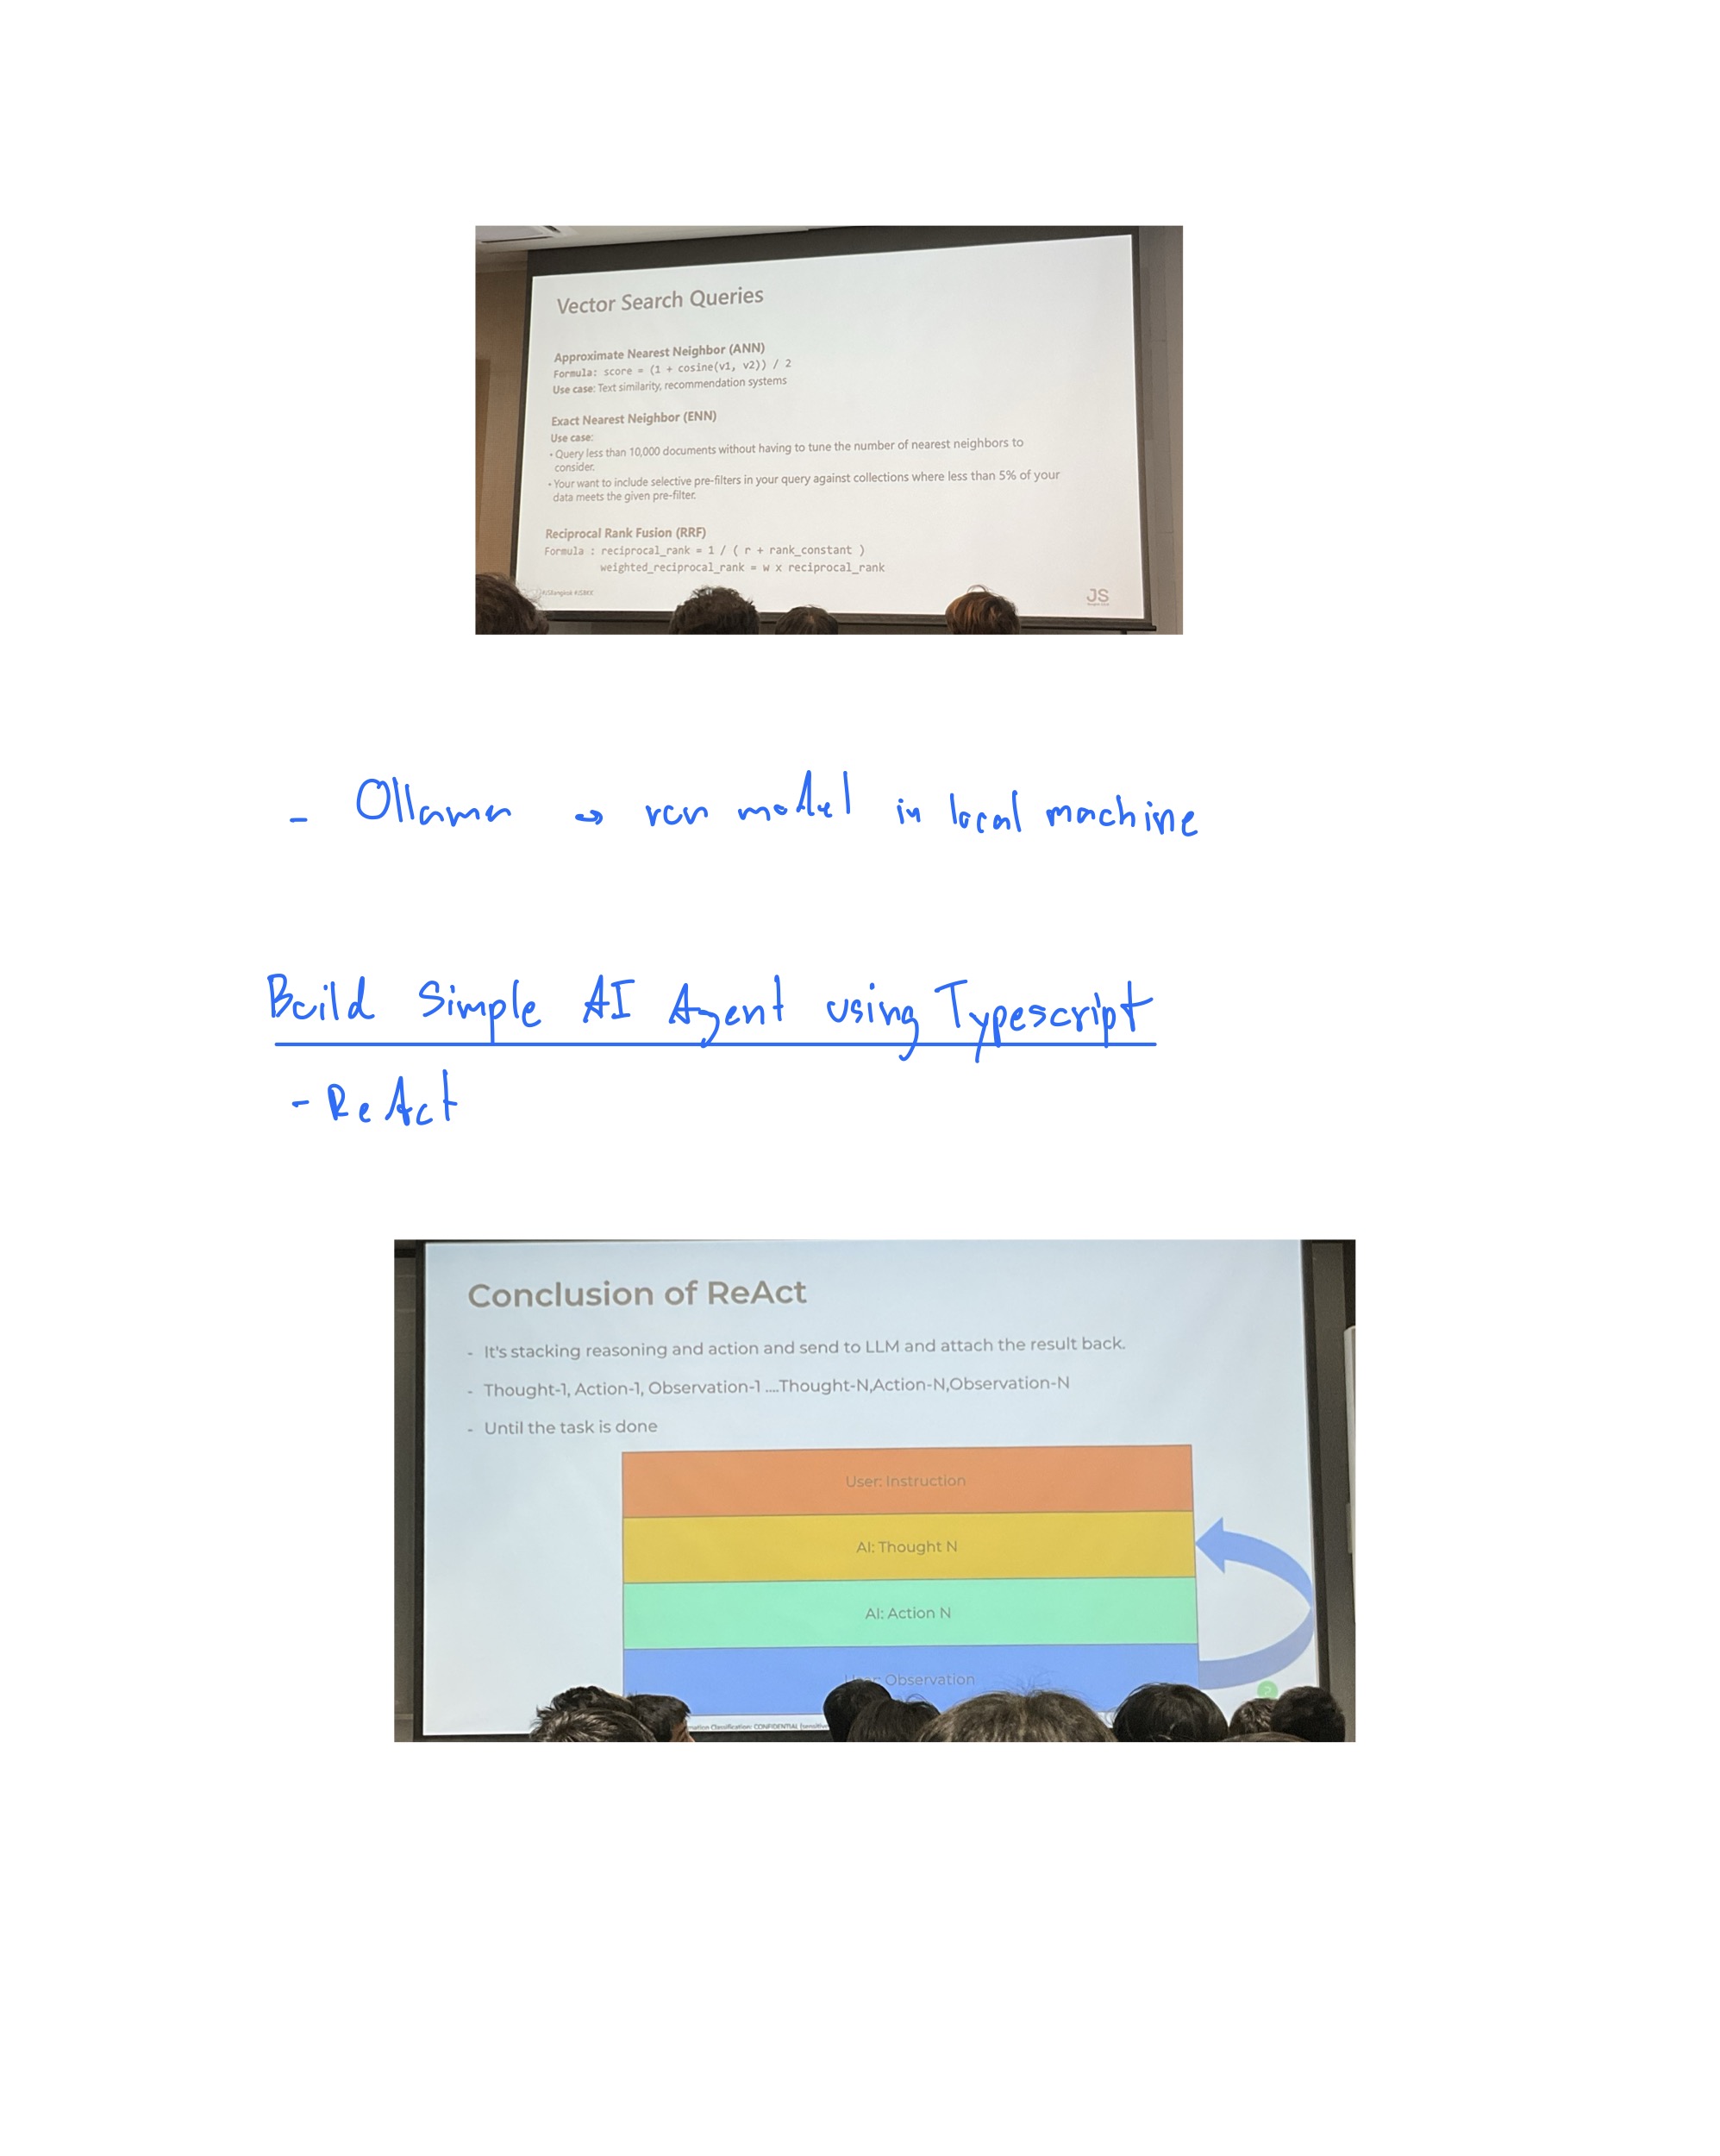 Vector Search Queries
Approximate Nearest Neighbor (ANN)
Formula: score = (1 + cosine(v1, v2)) / 2
Use case: Text similarity, recommendation systems
Exact Nearest Neighbor (ENN)
Use case:
• Query less than 10,000 documents without having to tune the number of nearest neighbors to
consider.
• Your want to include selective pre-filters in your query against collections where less than 5% of your
data meets the given pre-filter.
Reciprocal Rank Fusion (RRF)
Formula : reciprocal_rank = 1 / ( r + rank_constant )
weighted_reciprocal_rank = w x reciprocal_rank
JS
- Ollama → run model in local machine
Build Simple AI Agent using Typescript
- ReAct
Conclusion of ReAct
- It's stacking reasoning and action and send to LLM and attach the result back.
- Thought-1, Action-1, Observation-1 ....Thought-N,Action-N,Observation-N
- Until the task is done
User: Instruction
AI: Thought N
AI: Action N
Observation
2
Classification: CONFIDENTIAL